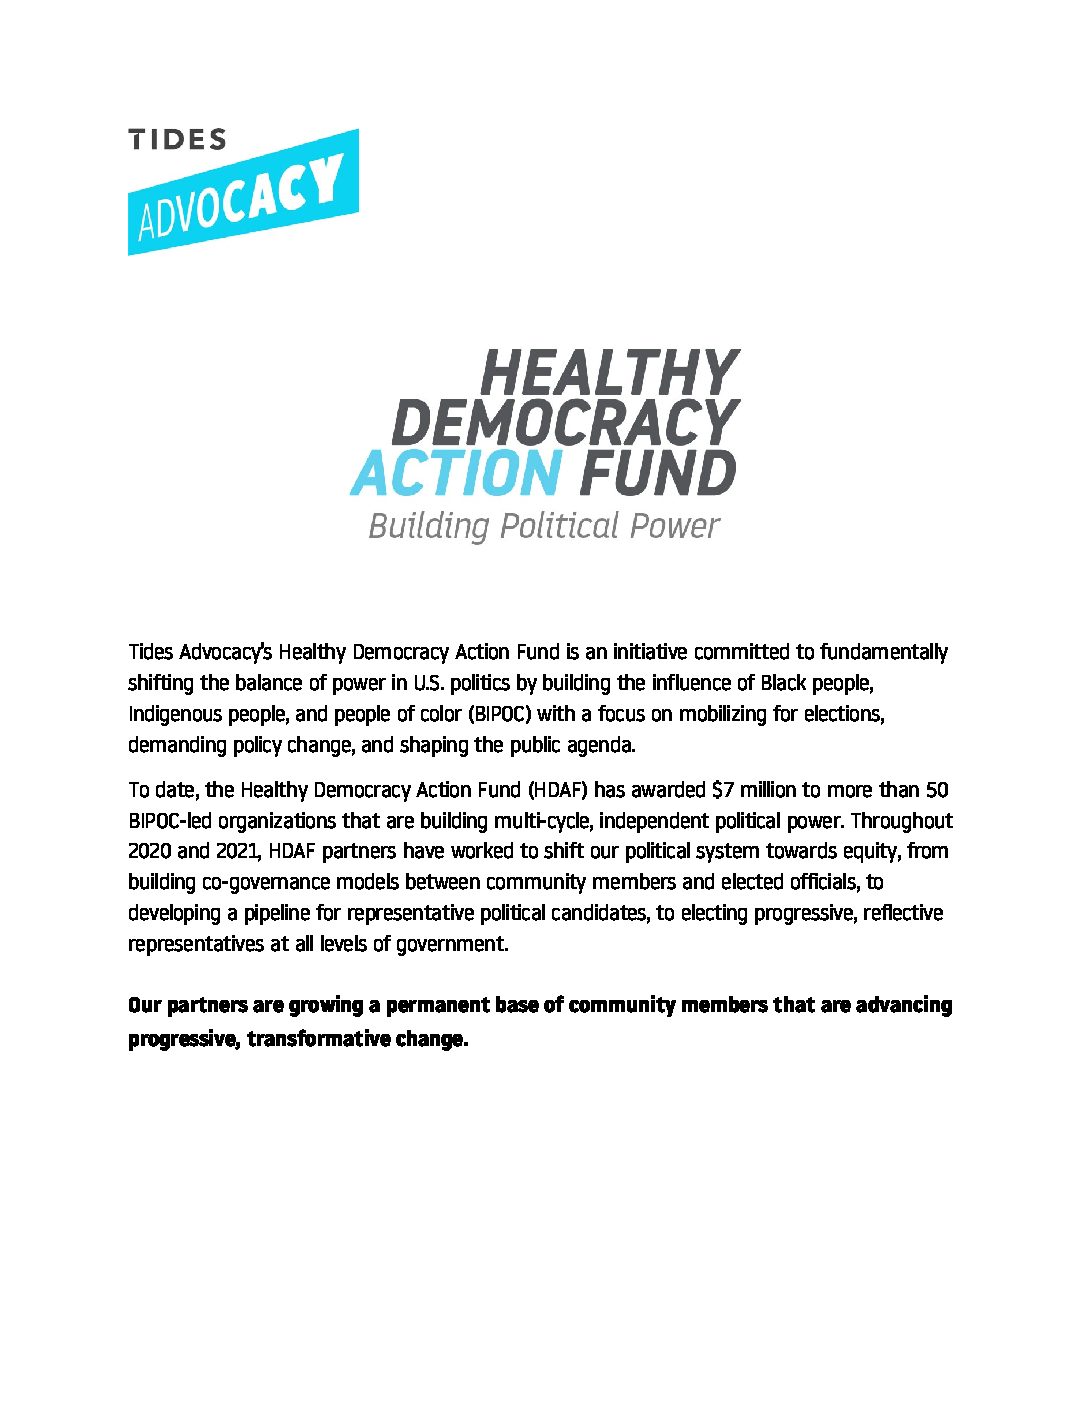 TIDES
ADVOCACY
HEALTHY
DEMOCRACY
ACTION FUND
Building Political Power
Tides Advocacy's Healthy Democracy Action Fund is an initiative committed to fundamentally
shifting the balance of power in U.S. politics by building the influence of Black people,
Indigenous people, and people of color (BIPOC) with a focus on mobilizing for elections,
demanding policy change, and shaping the public agenda.
To date, the Healthy Democracy Action Fund (HDAF) has awarded $7 million to more than 50
BIPOC-led organizations that are building multi-cycle, independent political power. Throughout
2020 and 2021, HDAF partners have worked to shift our political system towards equity, from
building co-governance models between community members and elected officials, to
developing a pipeline for representative political candidates, to electing progressive, reflective
representatives at all levels of government.
Our partners are growing a permanent base of community members that are advancing
progressive, transformative change.